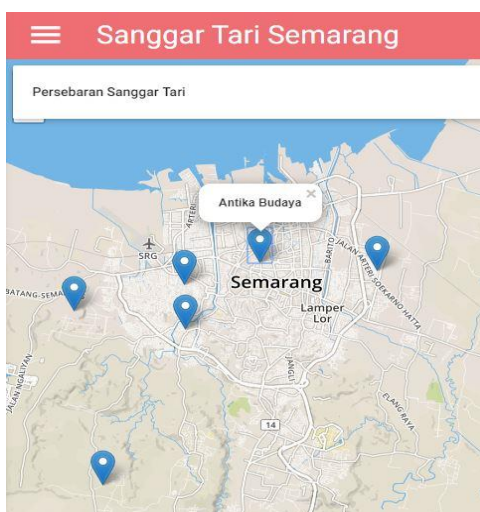 Sanggar Tari Semarang
Persebaran Sanggar Tari
Antika Budaya
×
ARTERI
SRG
BARITO
JALAN ARTERI SOEKARNO HATTA
BATANG-SEMA
Semarang
Lamper
Lor
JANGLI
JALAN NGALIYAN
ELANG RAYA
14